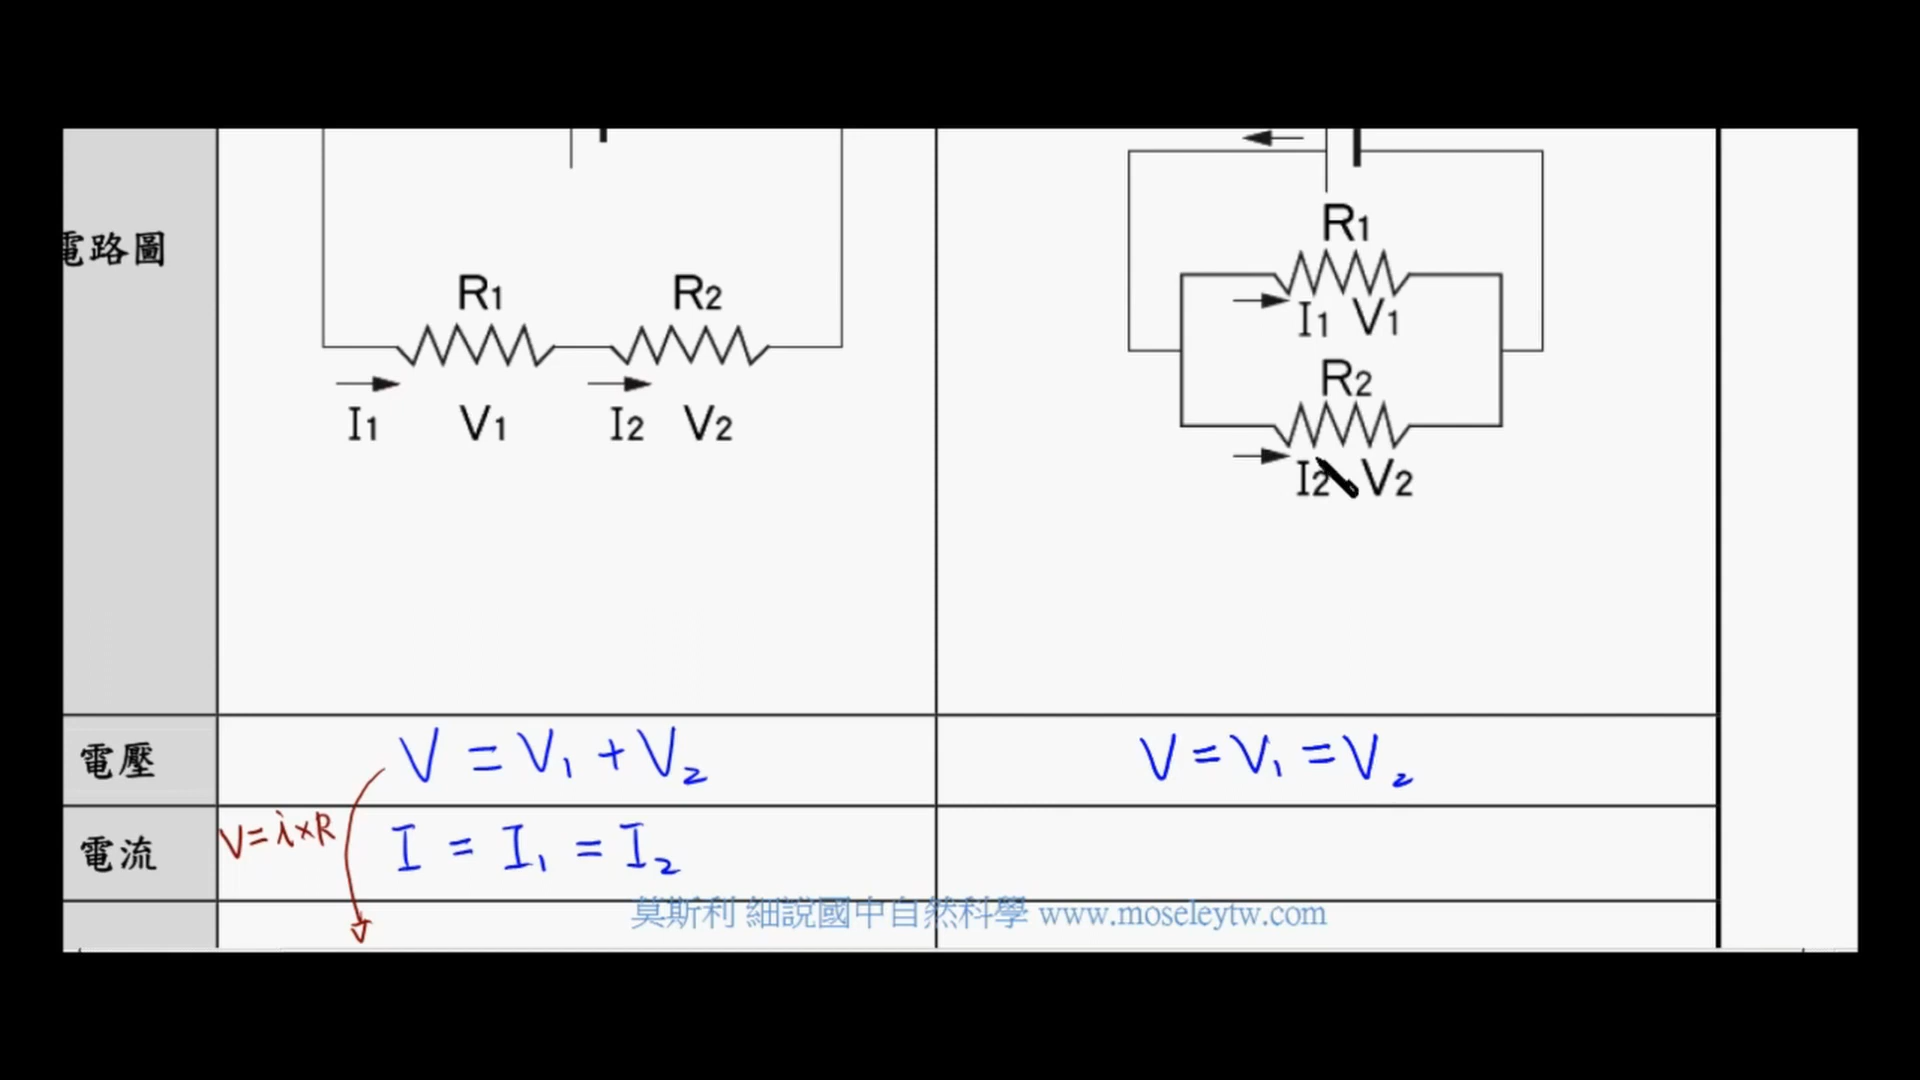 電路圖
R1 R2
I1 V1 I2 V2
R1
I1 V1
R2
I2 V2
電壓 V = V1 + V2 V = V1 = V2
電流 V = i × R I = I1 = I2
莫斯利 細說國中自然科學 www.moseleytw.com